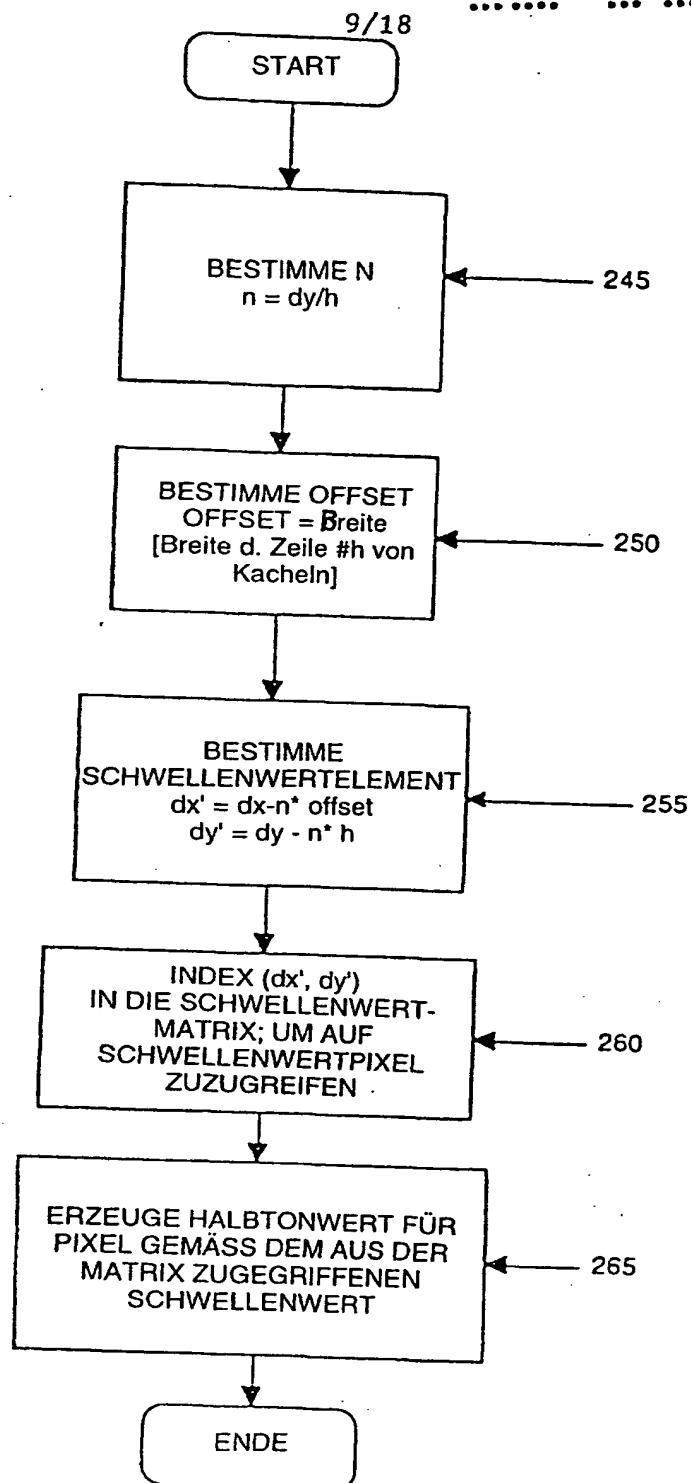 9/18
START
BESTIMME N
n = dy/h
245
BESTIMME OFFSET
OFFSET = Breite
[Breite d. Zeile #h von
Kacheln]
250
BESTIMME
SCHWELLENWERTELEMENT
dx' = dx-n* offset
dy' = dy - n* h
255
INDEX (dx', dy')
IN DIE SCHWELLENWERT-
MATRIX; UM AUF
SCHWELLENWERTPIXEL
ZUZUGREIFEN
260
ERZEUGE HALBTONWERT FÜR
PIXEL GEMÄSS DEM AUS DER
MATRIX ZUGEGRIFFENEN
SCHWELLENWERT
265
ENDE